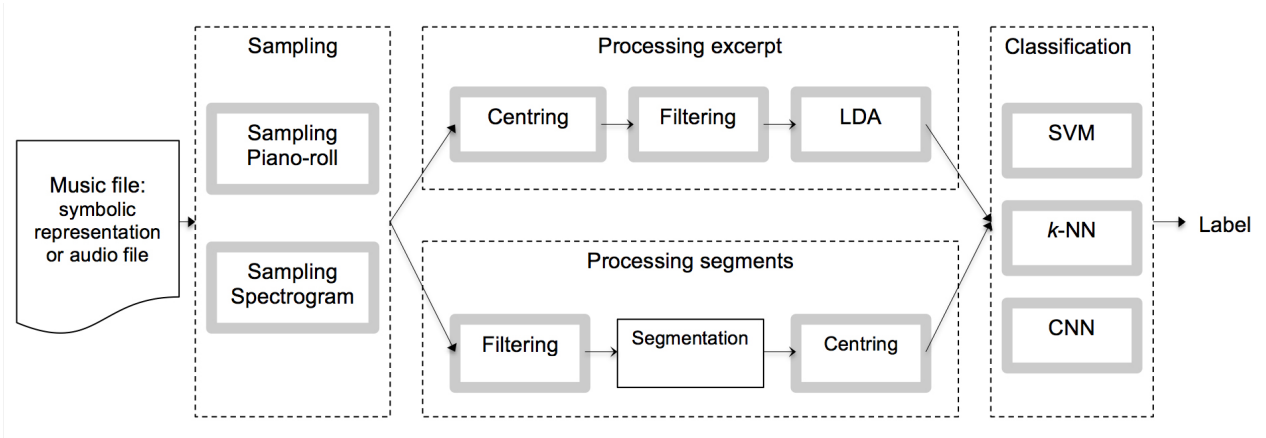 Music file:
symbolic
representation
or audio file
Sampling
Sampling
Piano-roll
Sampling
Spectrogram
Processing excerpt
Centring
Filtering
LDA
Processing segments
Filtering
Segmentation
Centring
Classification
SVM
k-NN
CNN
Label